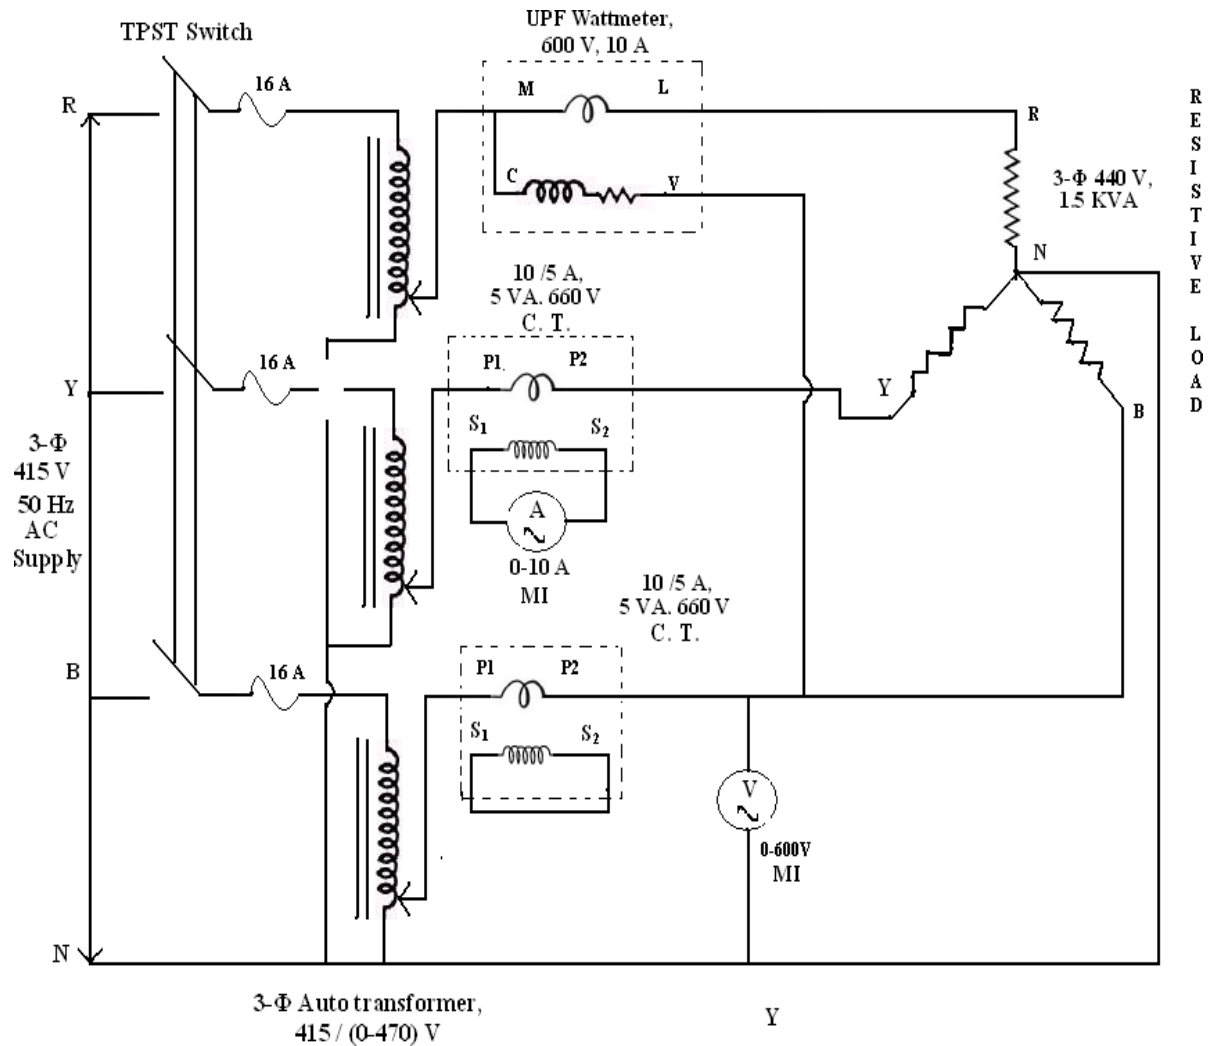 TPST Switch
UPF Wattmeter,
600 V, 10 A
16 A
M
L
R
R
C
V
3-Φ 440 V,
1.5 KVA
N
R
E
S
I
S
T
I
V
E
L
O
A
D
10 /5 A,
5 VA. 660 V
C. T.
16 A
P1
P2
Y
Y
B
S1
S2
3-Φ
415 V
50 Hz
AC
Supply
A
0-10 A
MI
10 /5 A,
5 VA. 660 V
C. T.
B
16 A
P1
P2
S1
S2
V
0-600V
MI
N
3-Φ Auto transformer,
415 / (0-470) V
Y